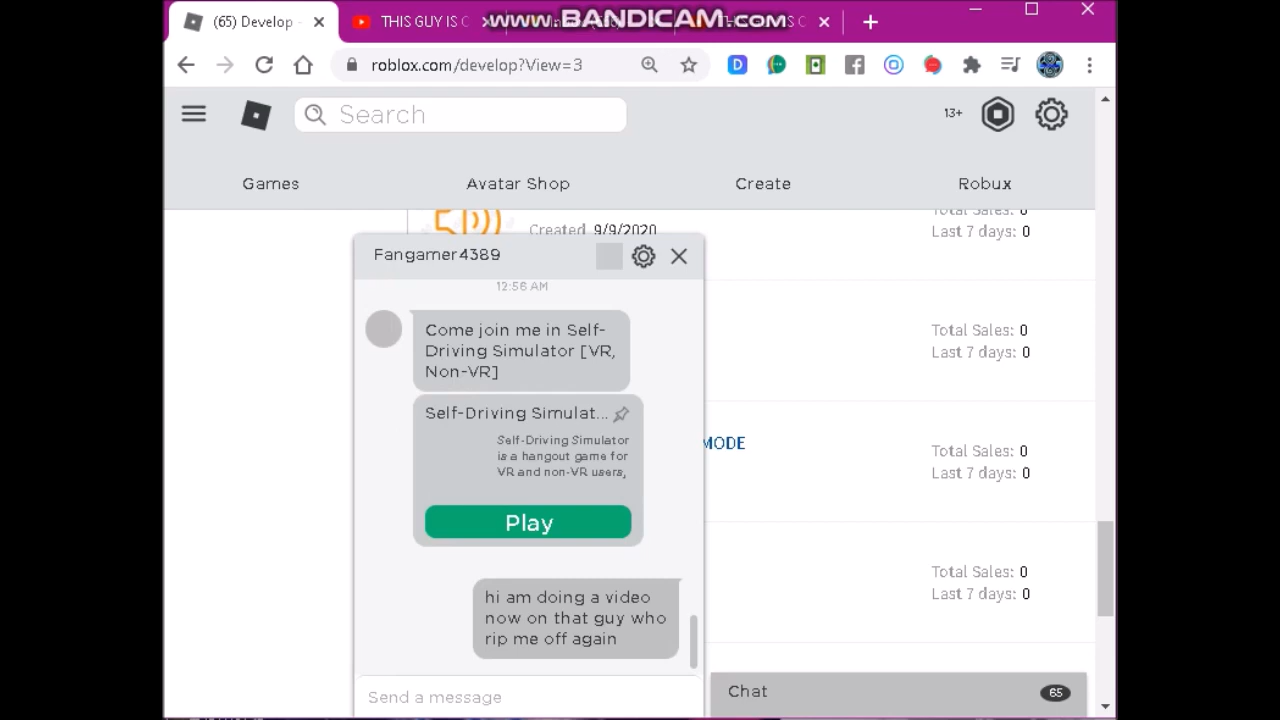 www.BANDICAM.com
(65) Develop -
THIS GUY IS C
roblox.com/develop?View=3
Search
13+
Games
Avatar Shop
Create
Robux
Created 9/9/2020
Total Sales: 0
Last 7 days: 0
Fangamer4389
12:56 AM
Come join me in Self-
Driving Simulator [VR,
Non-VR]
Total Sales: 0
Last 7 days: 0
Self-Driving Simulat...
Self-Driving Simulator
is a hangout game for
VR and non-VR users,
Play
MODE
Total Sales: 0
Last 7 days: 0
hi am doing a video
now on that guy who
rip me off again
Total Sales: 0
Last 7 days: 0
Send a message
Chat
65